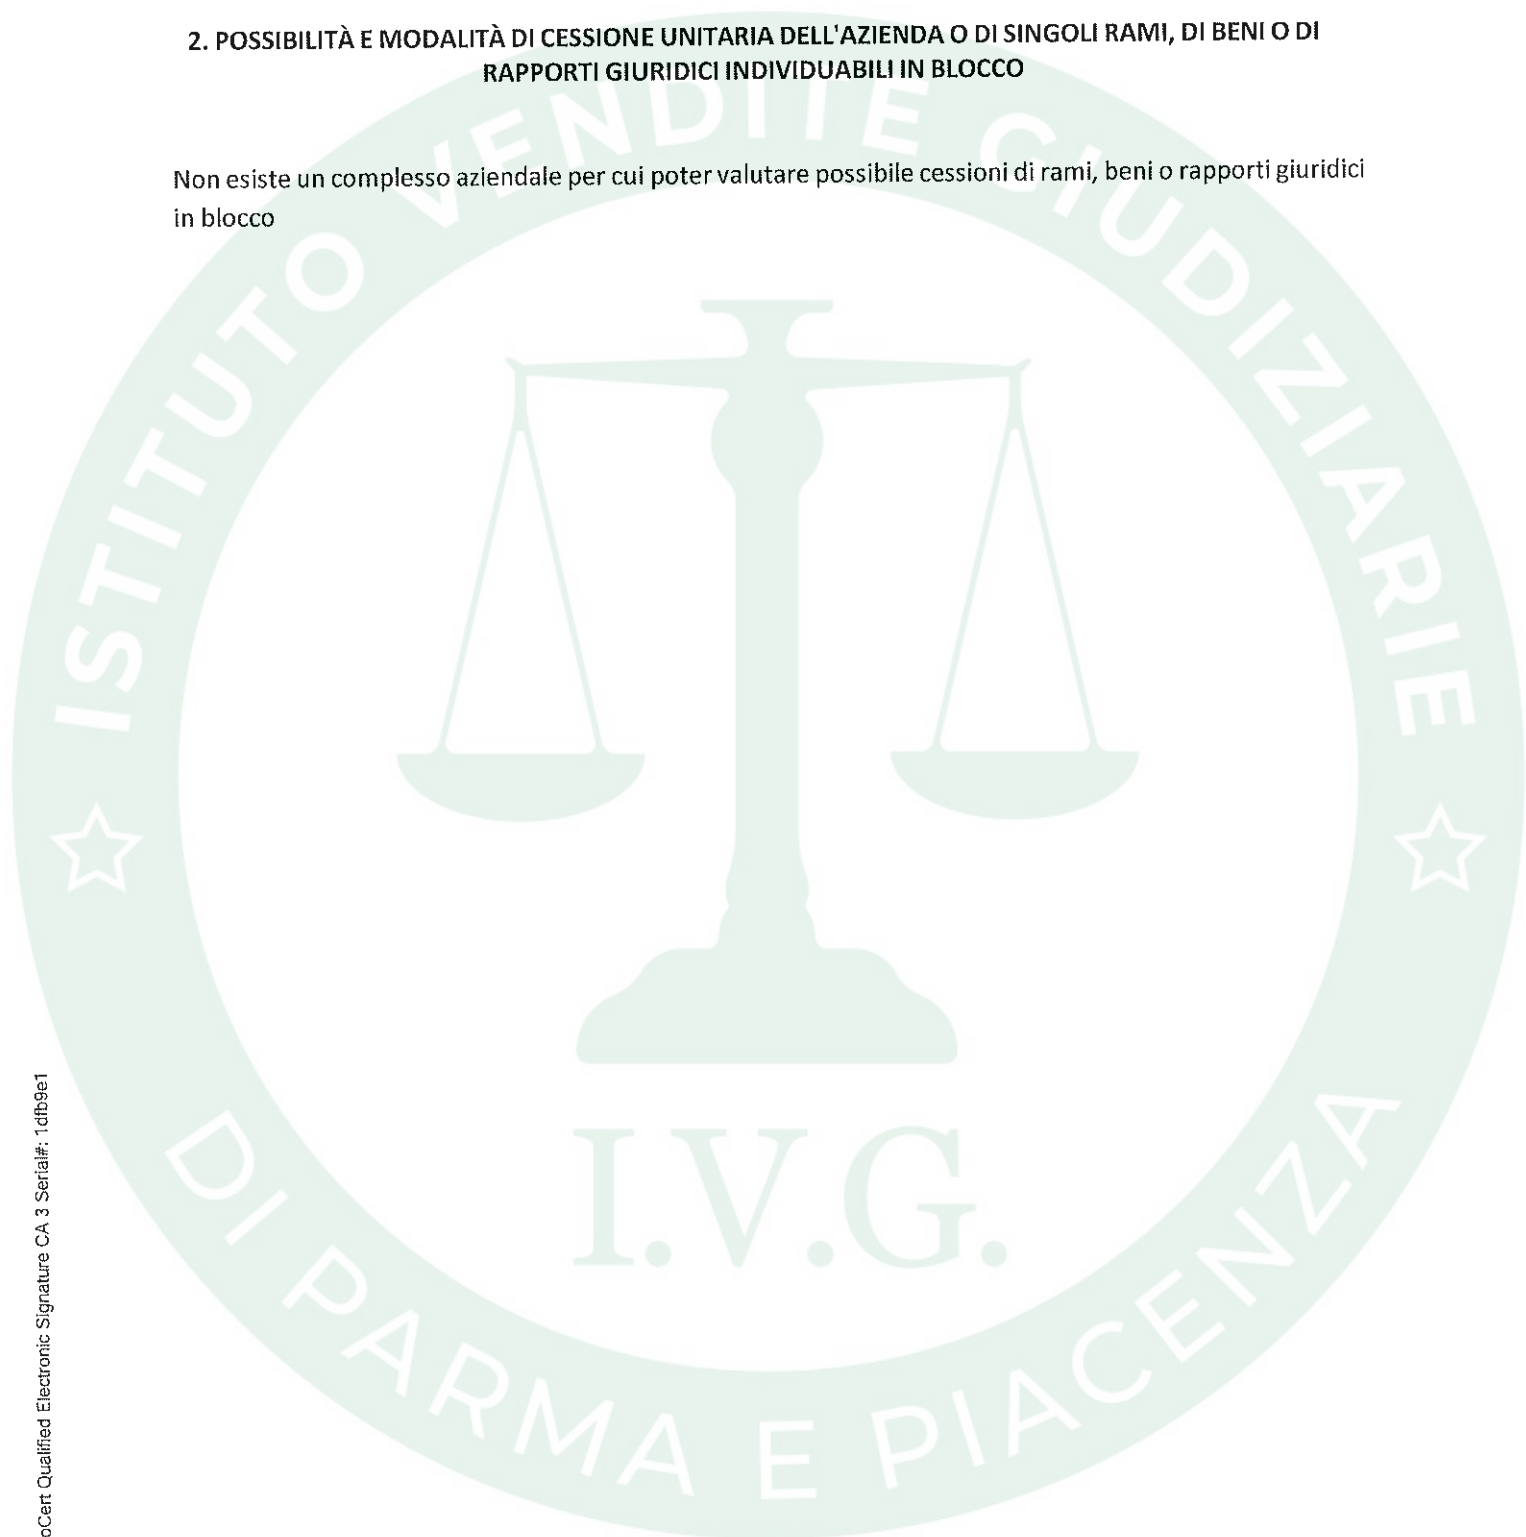 2. POSSIBILITÀ E MODALITÀ DI CESSIONE UNITARIA DELL'AZIENDA O DI SINGOLI RAMI, DI BENI O DI
RAPPORTI GIURIDICI INDIVIDUABILI IN BLOCCO
Non esiste un complesso aziendale per cui poter valutare possibile cessioni di rami, beni o rapporti giuridici
in blocco
ISTITUTO VENDITE GIUDIZIARIE
I.V.G.
DI PARMA E PIACENZA
oCert Qualified Electronic Signature CA 3 Serial#: 1dfb9e1